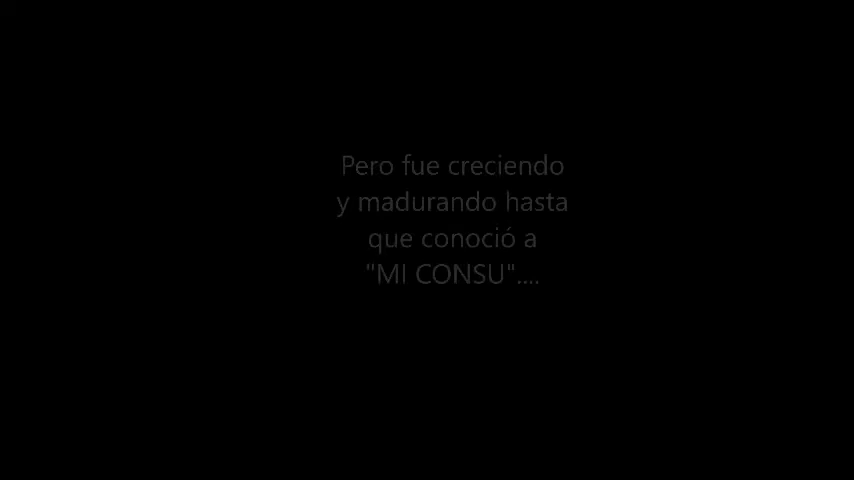 Pero fue creciendo
y madurando hasta
que conoció a
"MI CONSU"....